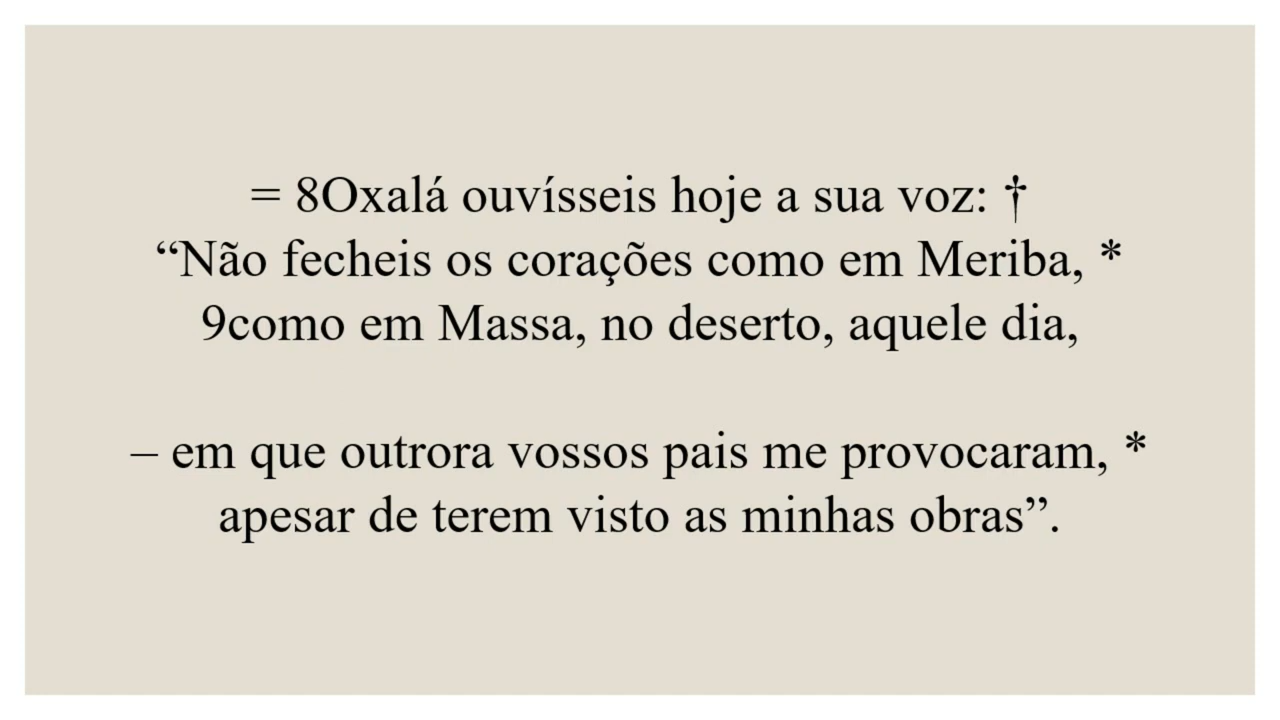 = 8Oxalá ouvísseis hoje a sua voz: †
“Não fecheis os corações como em Meriba, *
9como em Massa, no deserto, aquele dia,
– em que outrora vossos pais me provocaram, *
apesar de terem visto as minhas obras”.